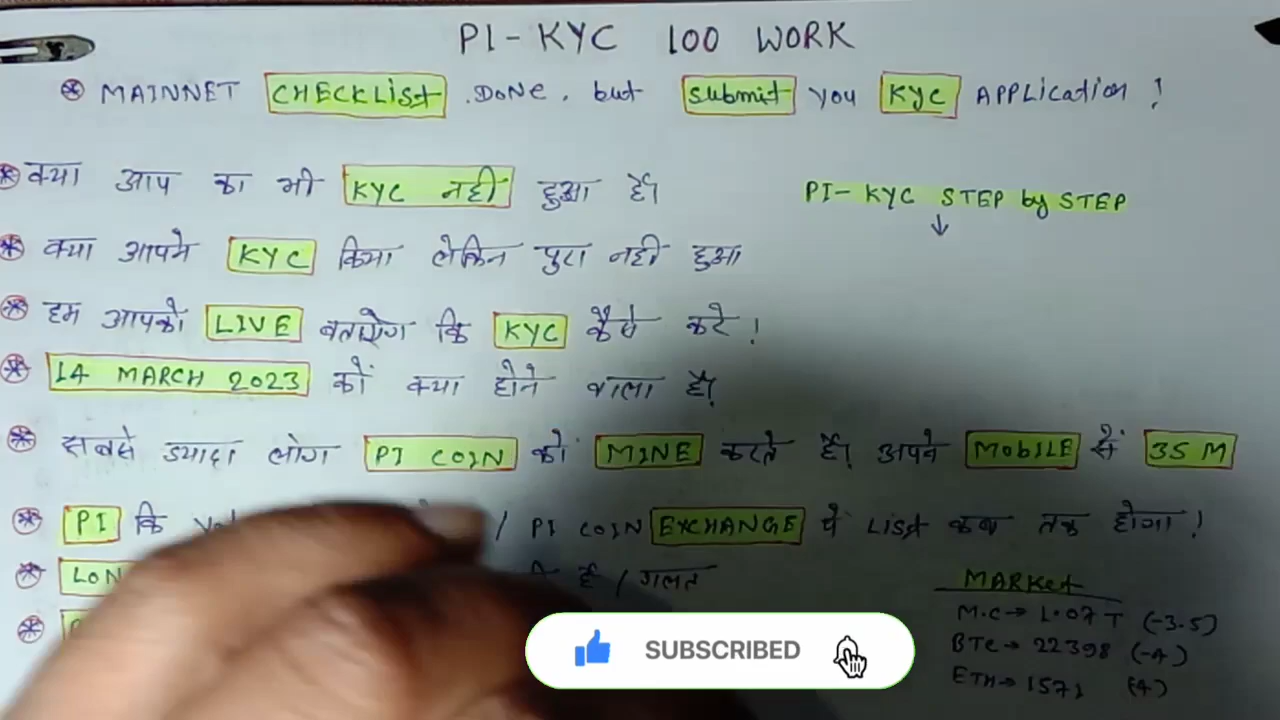 PI-KYC 100 WORK
MAINNET CHECKList .DONe, but submit you KYC APPlicatioN !
क्या आप का भी KYC नही हुआ है।
PI- KYC STEP by STEP
क्या आपने KYC किया लेकिन पुरा नही हुआ
हम आपको LIVE बताऐगे कि KYC कैसे करे !
14 MARCH 2023 को क्या होने वाला है।
सबसे ज्यादा लोग PI COIN को MINE करते है। अपने MobILE से 35 M
PI कि / PI COIN EXCHANGE पे LISt कब तक होगा !
LON है / गलत
MARKet
M.C→ 1.07 T (-3.5)
BTC→ 22398 (-4)
ETH→ 1571 (4)
SUBSCRIBED